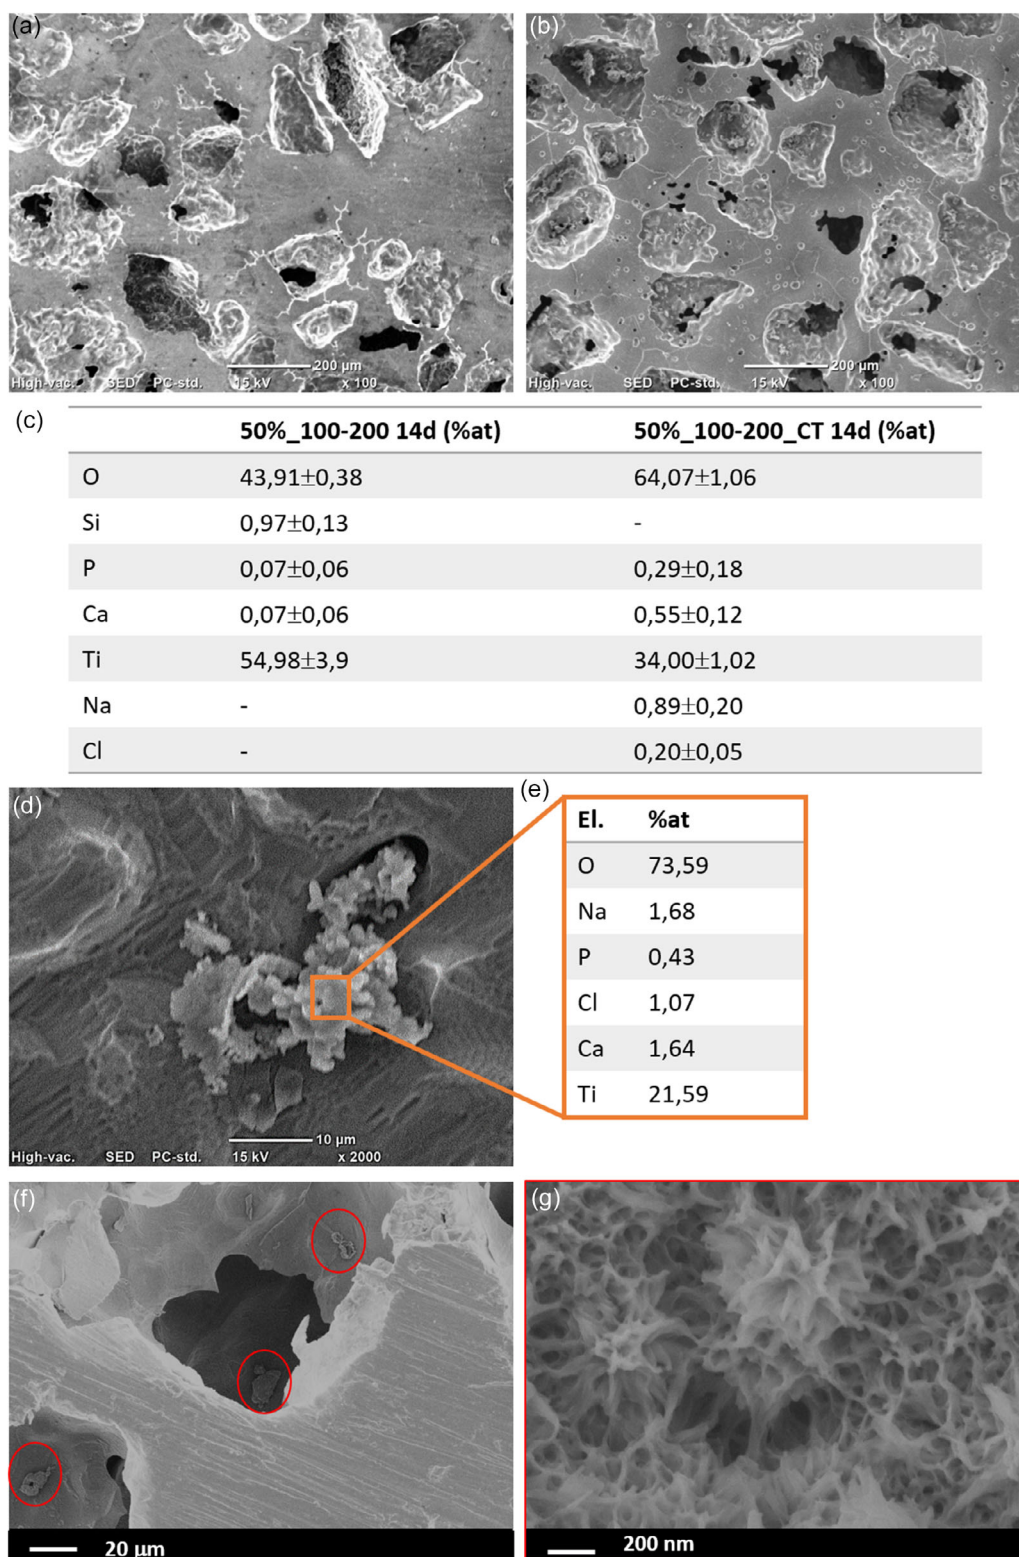 (a)
(b)
200 µm
High-vac. SED PC-std. 15 kV x 100
200 µm
High-vac. SED PC-std. 15 kV x 100
(c)
50%_100-200 14d (%at) 50%_100-200_CT 14d (%at)
O 43,91±0,38 64,07±1,06
Si 0,97±0,13 -
P 0,07±0,06 0,29±0,18
Ca 0,07±0,06 0,55±0,12
Ti 54,98±3,9 34,00±1,02
Na - 0,89±0,20
Cl - 0,20±0,05
(d)
10 µm
High-vac. SED PC-std. 15 kV x 2000
(e)
El. %at
O 73,59
Na 1,68
P 0,43
Cl 1,07
Ca 1,64
Ti 21,59
(f)
20 µm
(g)
200 nm